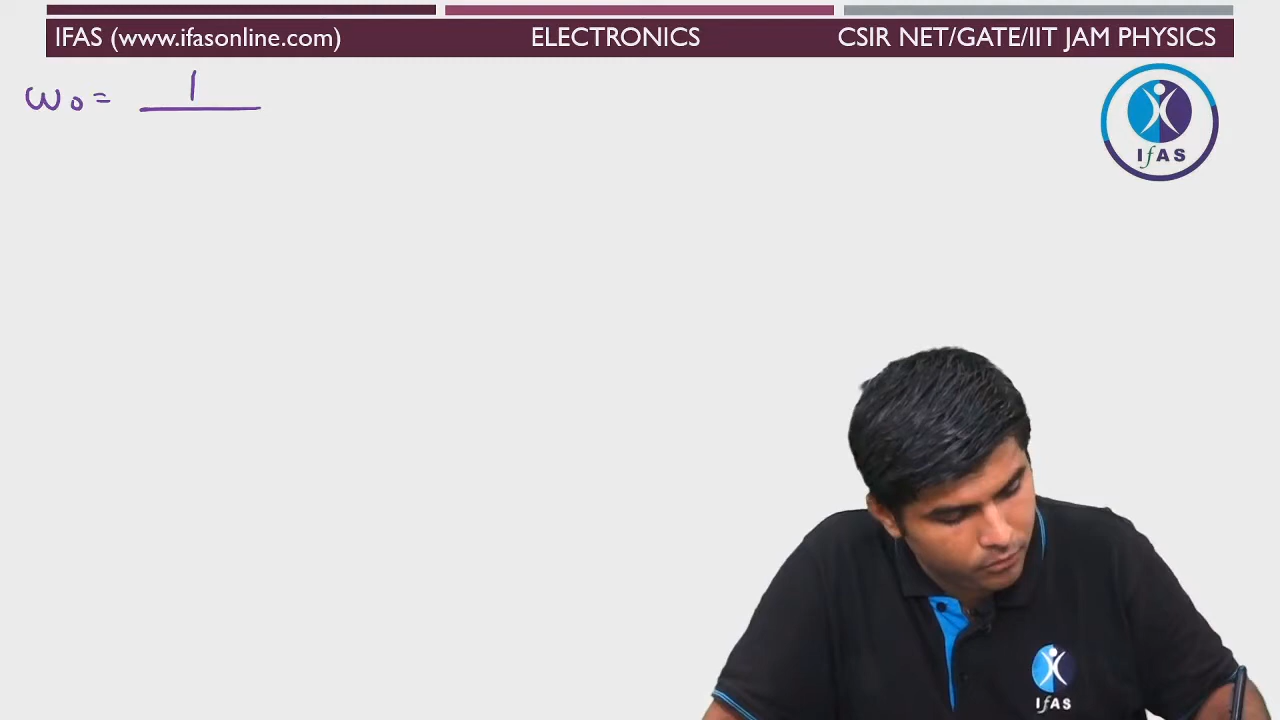 IFAS (www.ifasonline.com) ELECTRONICS CSIR NET/GATE/IIT JAM PHYSICS
ω₀ = 1
IfAS
IfAS